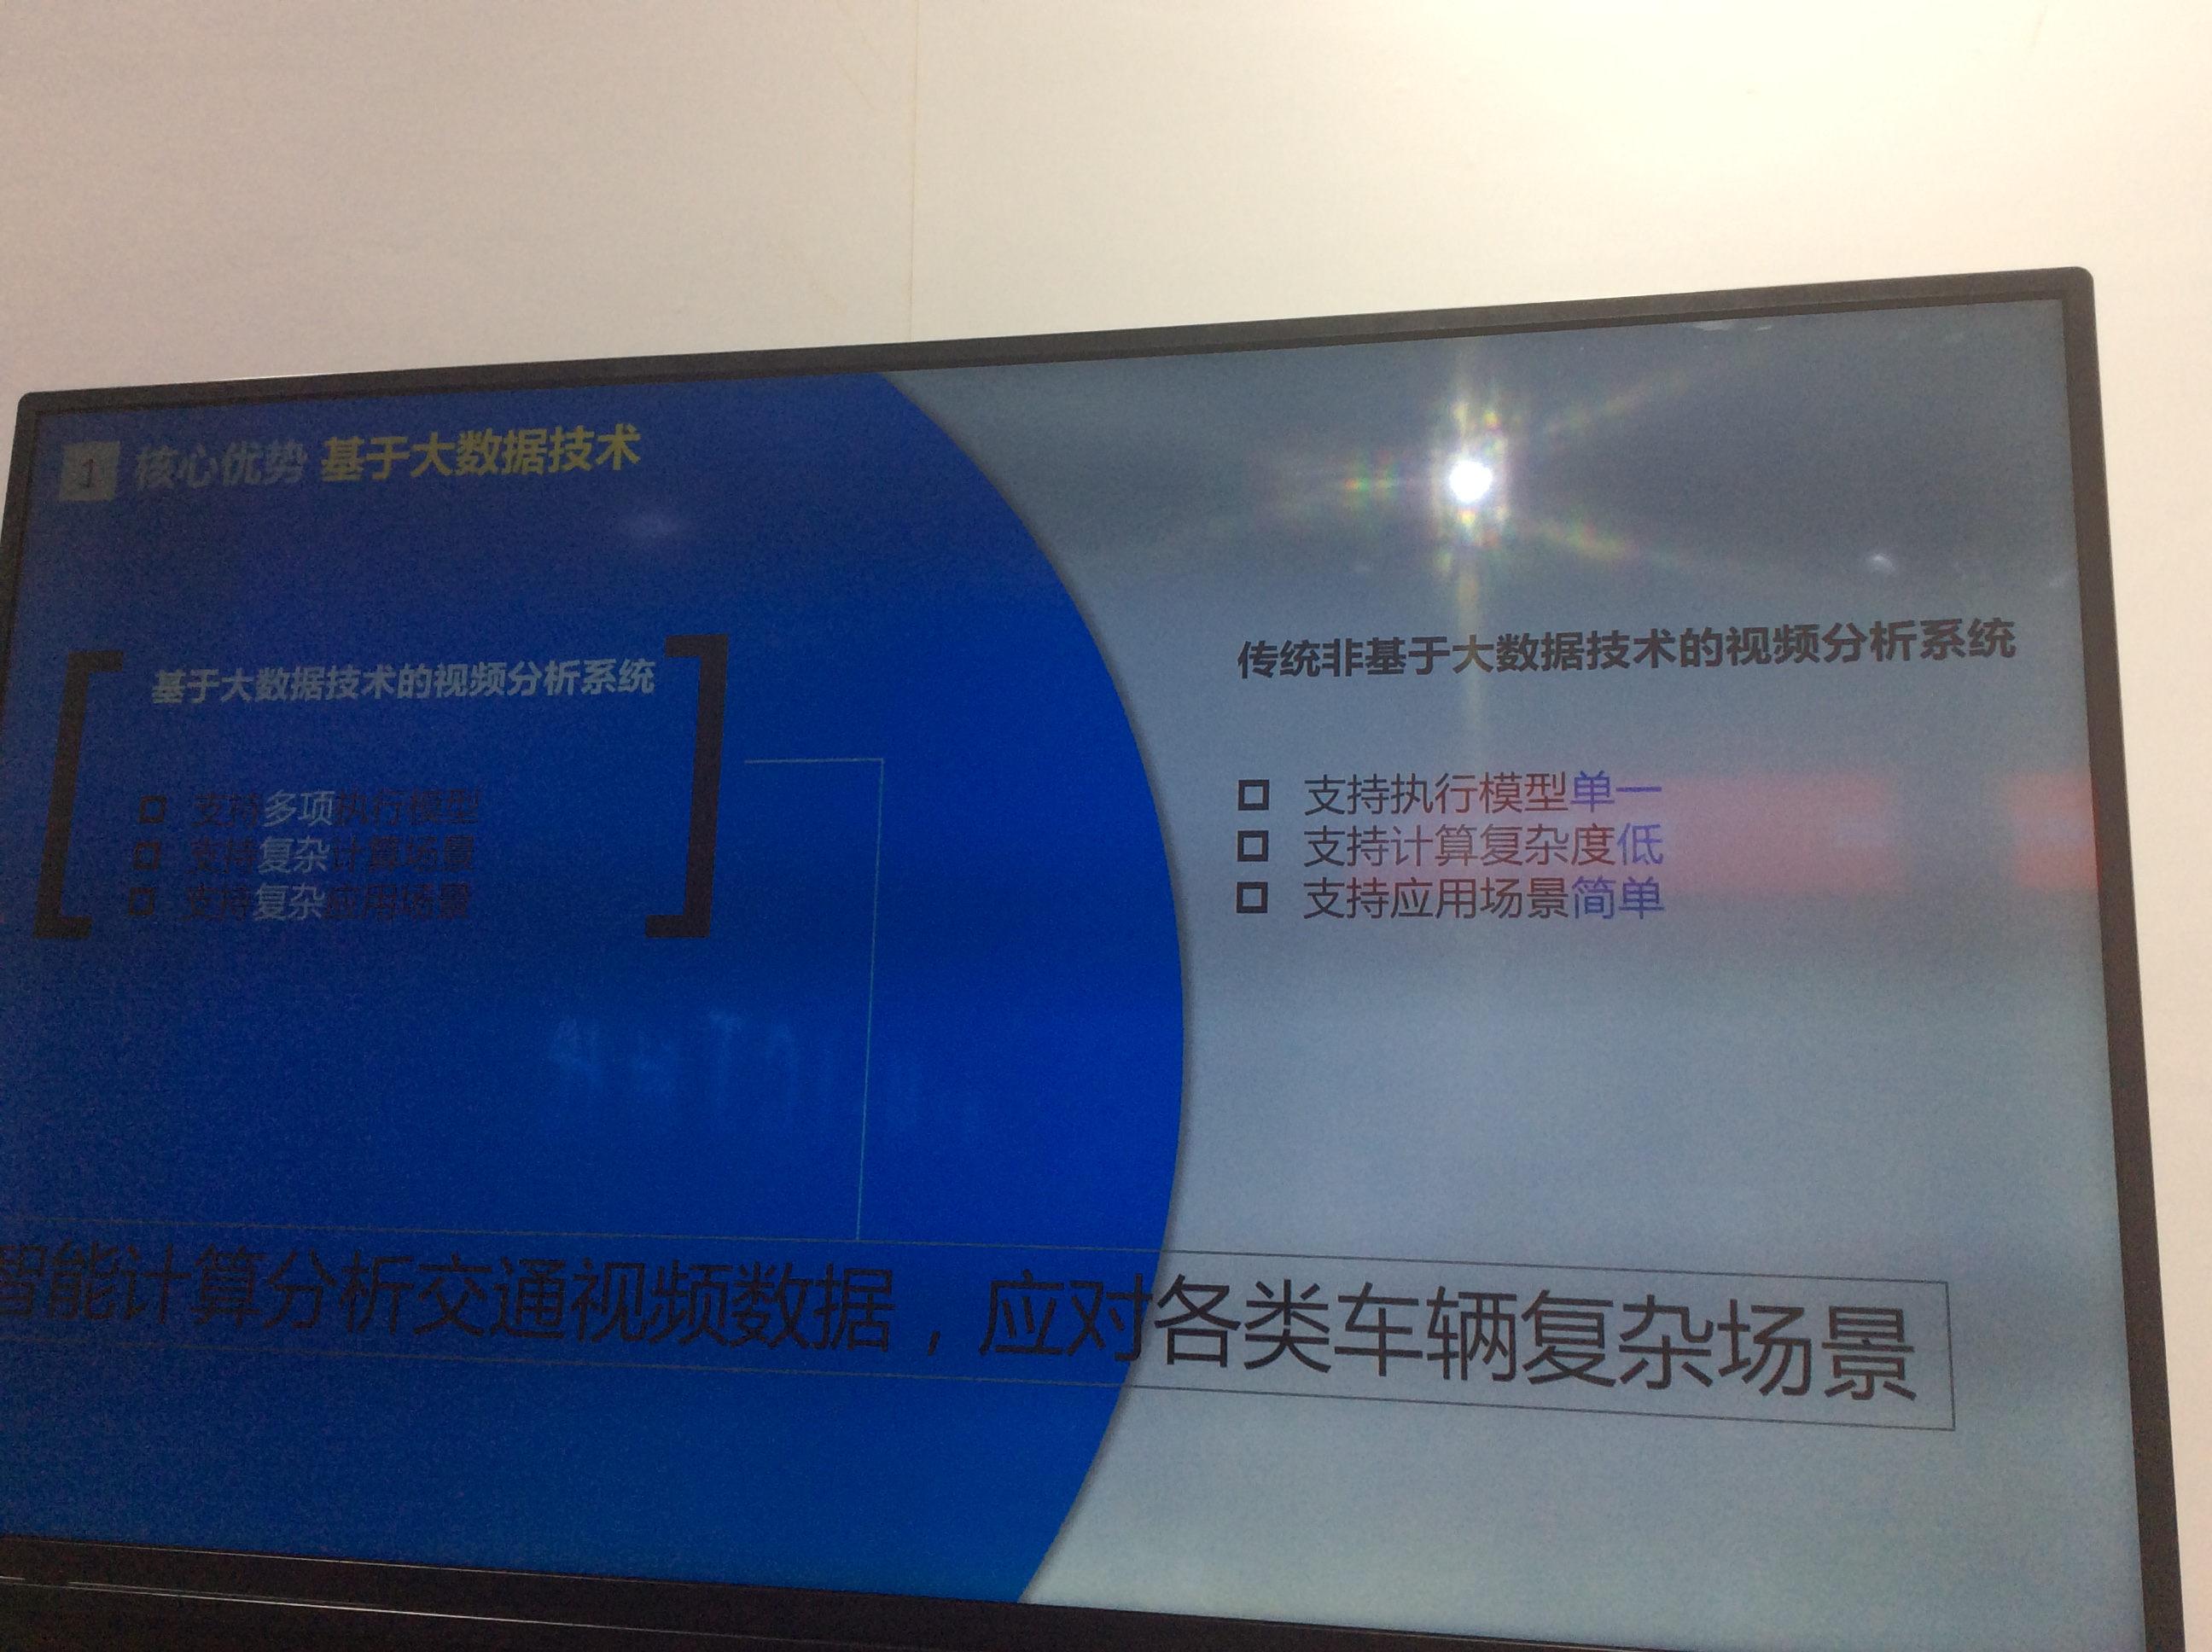 1 核心优势 基于大数据技术
基于大数据技术的视频分析系统
支持多项执行模型
支持复杂计算场景
支持复杂应用场景
传统非基于大数据技术的视频分析系统
支持执行模型单一
支持计算复杂度低
支持应用场景简单
智能计算分析交通视频数据，应对各类车辆复杂场景